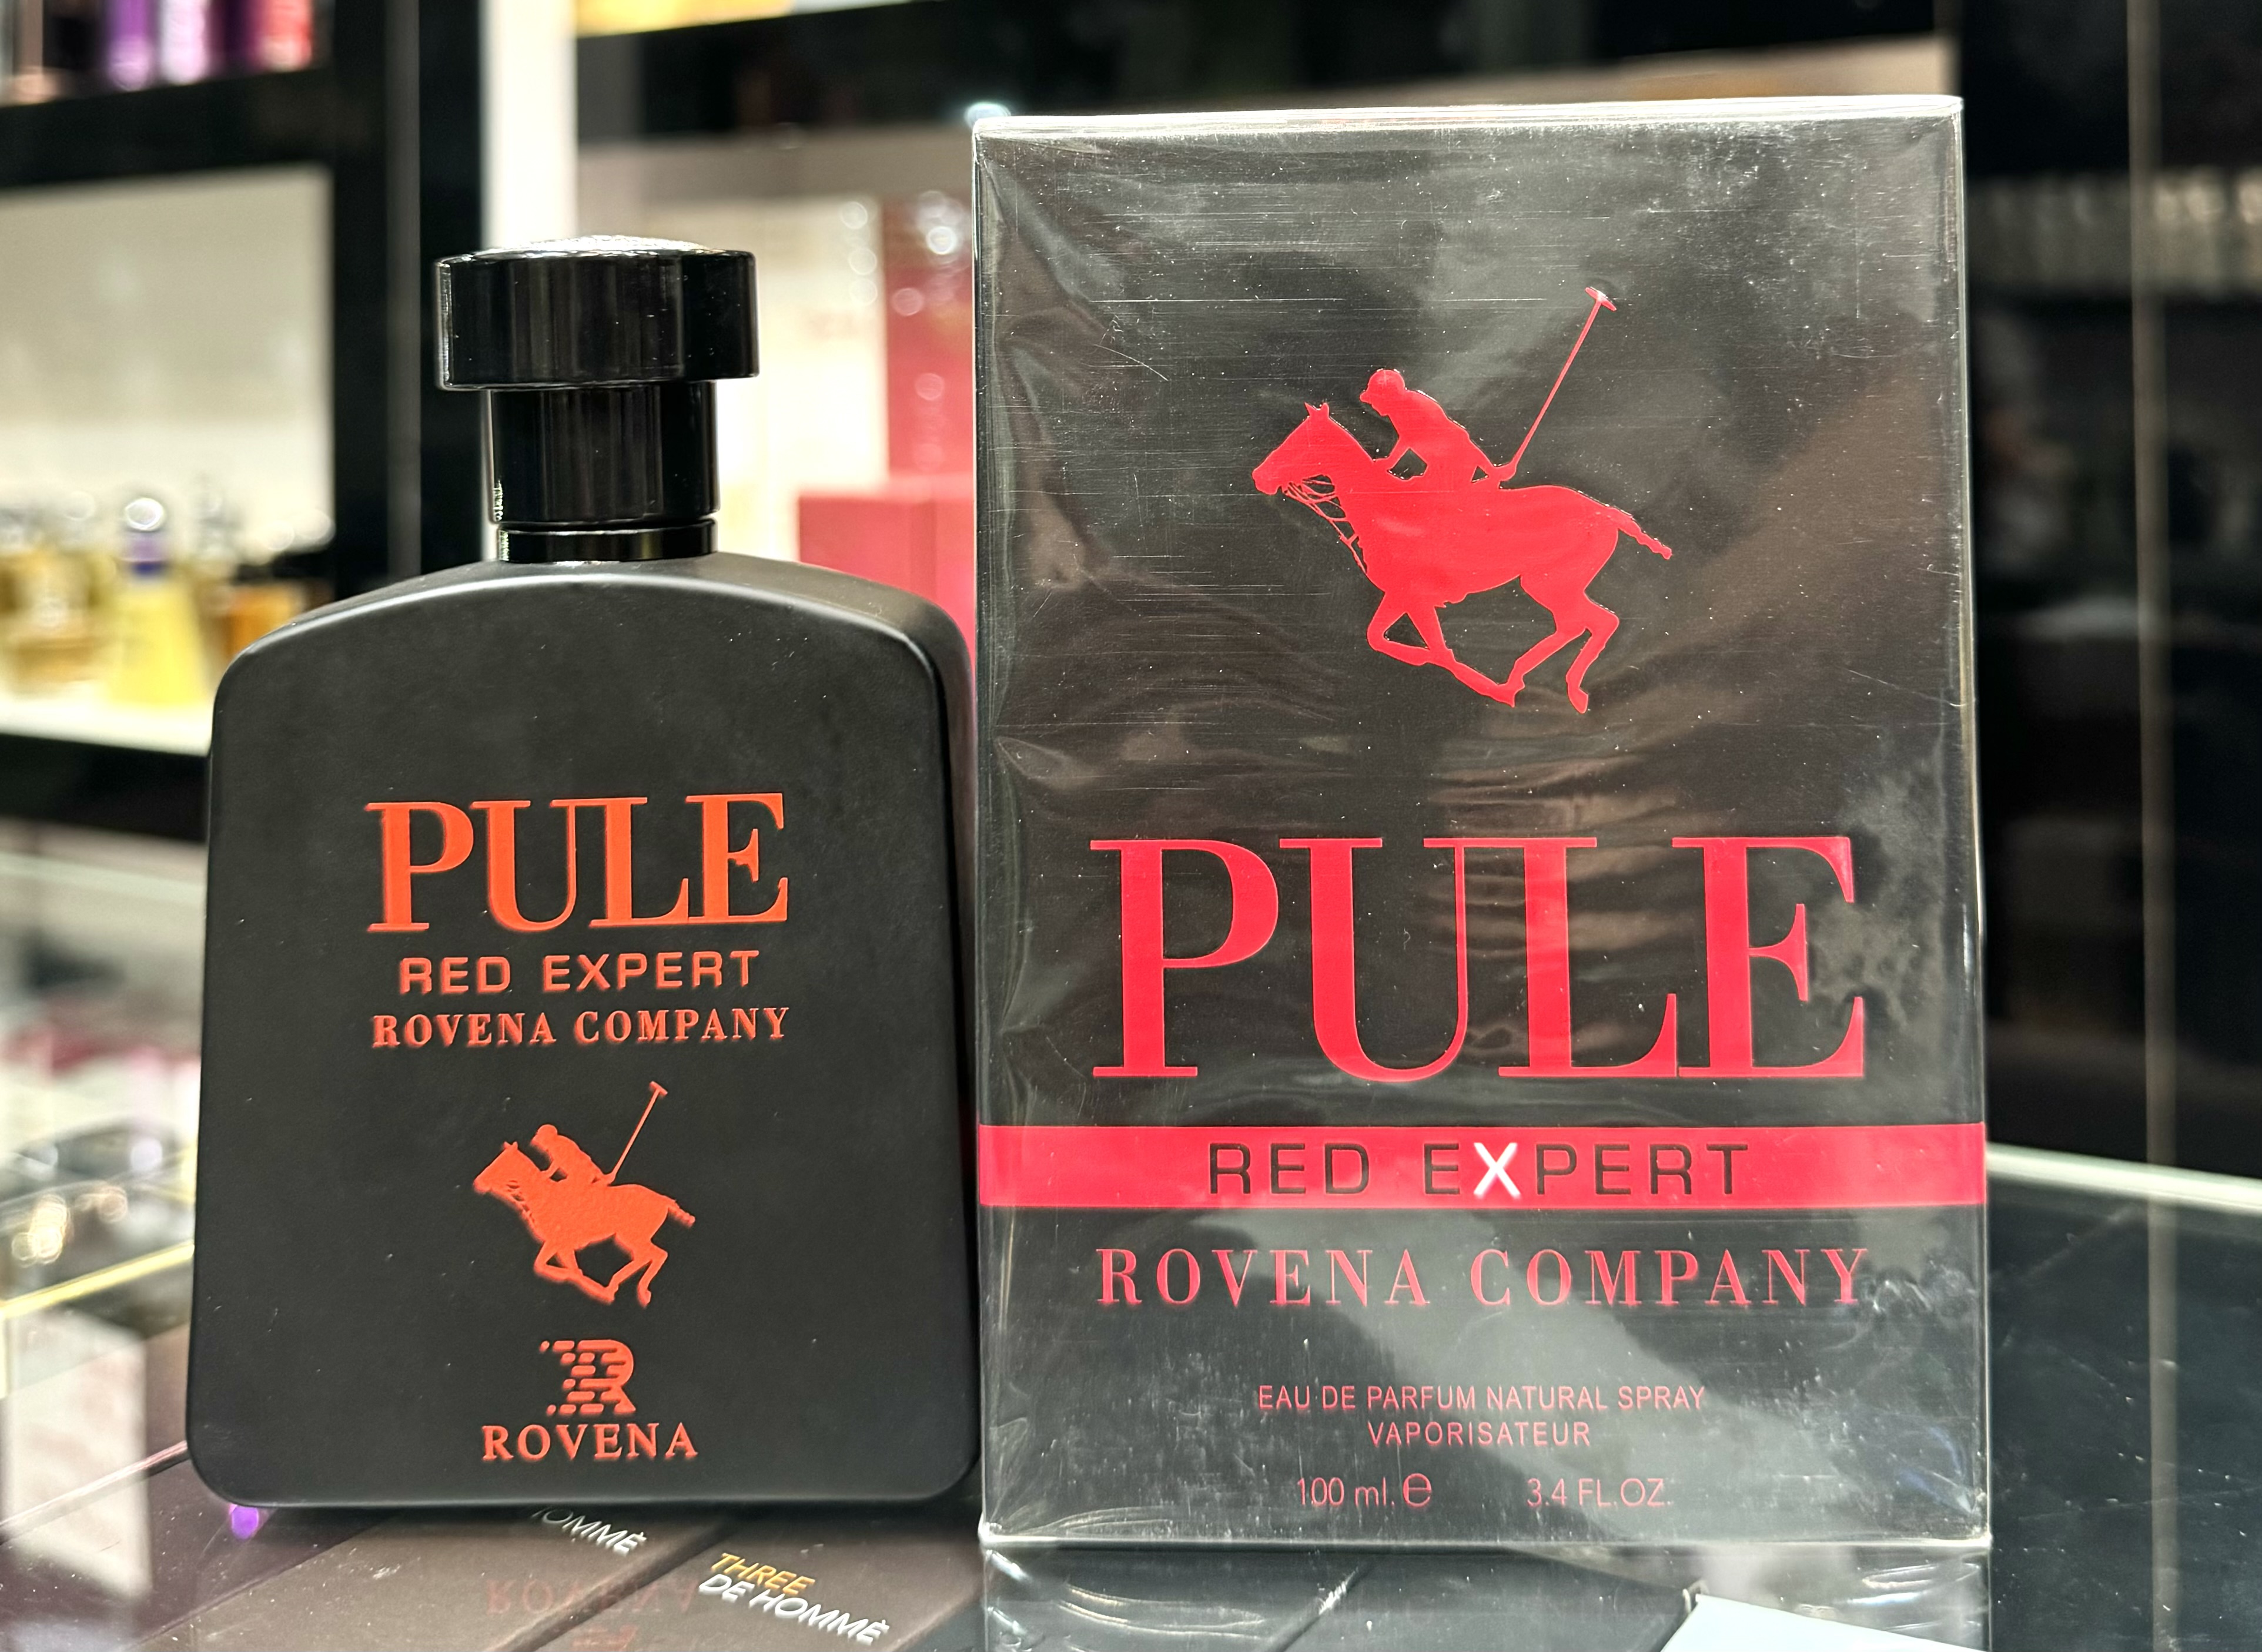 PULE
RED EXPERT
ROVENA COMPANY
ROVENA
PULE
RED EXPERT
ROVENA COMPANY
EAU DE PARFUM NATURAL SPRAY
VAPORISATEUR
100 ml. e 3.4 FL.OZ.
THREE
DE HOMMÈ